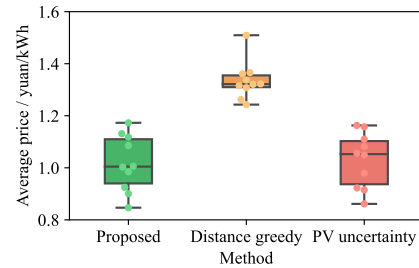 Average price / yuan/kWh
1.6
1.4
1.2
1.0
0.8
Proposed Distance greedy PV uncertainty
Method